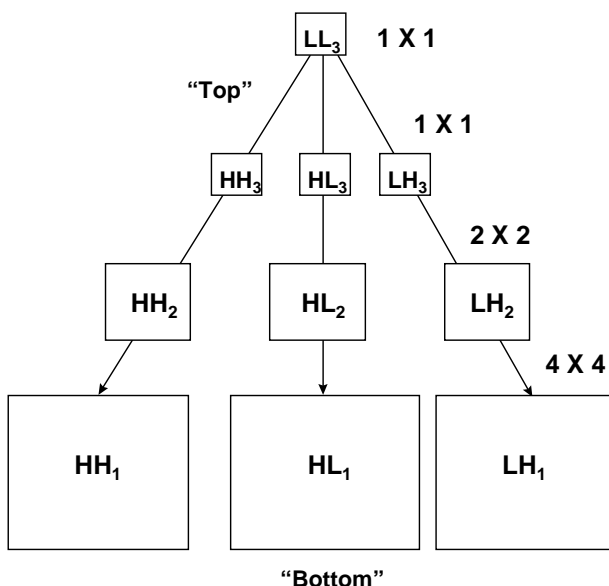 LL₃ 1 X 1
“Top”
1 X 1
HH₃ HL₃ LH₃
2 X 2
HH₂ HL₂ LH₂
4 X 4
HH₁ HL₁ LH₁
“Bottom”